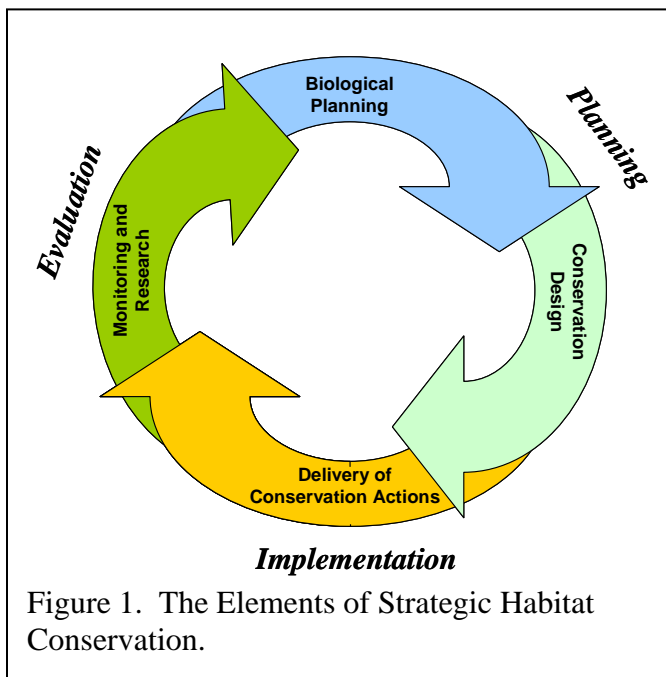 Biological
Planning
Planning
Conservation
Design
Delivery of
Conservation Actions
Implementation
Monitoring and
Research
Evaluation
Figure 1.  The Elements of Strategic Habitat
Conservation.